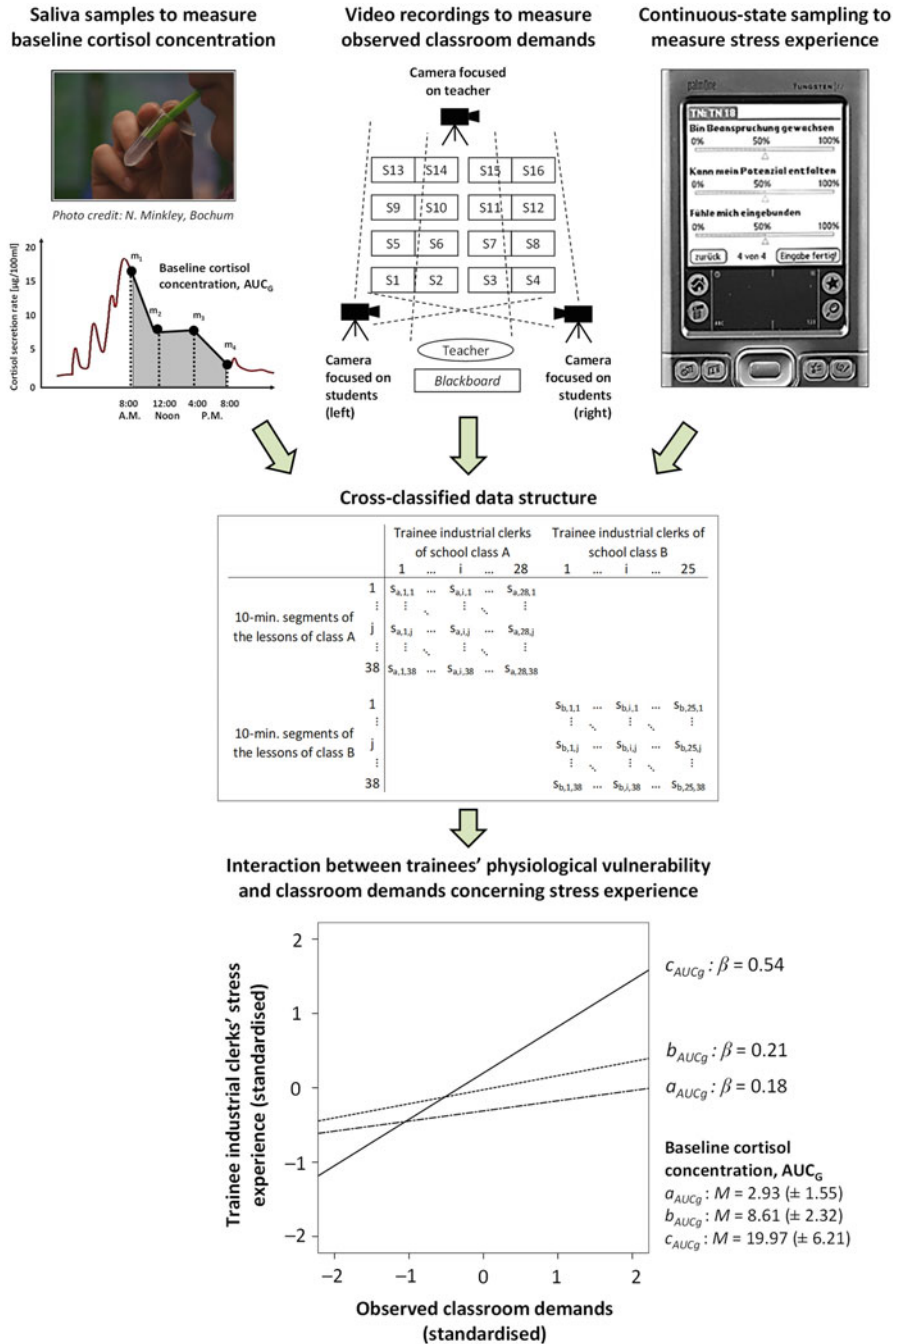 Saliva samples to measure
baseline cortisol concentration
Photo credit: N. Minkley, Bochum
Cortisol secretion rate [µg/100ml]
20
15
10
5
0
m1
m2
m3
m4
Baseline cortisol
concentration, AUCG
8:00 12:00 4:00 8:00
A.M. Noon P.M.
Video recordings to measure
observed classroom demands
Camera focused
on teacher
S13 S14 S15 S16
S9 S10 S11 S12
S5 S6 S7 S8
S1 S2 S3 S4
Teacher
Blackboard
Camera
focused on
students
(left)
Camera
focused on
students
(right)
Continuous-state sampling to
measure stress experience
palmOne TUNGSTEN
TN: TN 18
Bin Beanspruchung gewachsen
0% 50% 100%
Kann mein Potenzial entfalten
0% 50% 100%
Fühle mich eingebunden
0% 50% 100%
zurück 4 von 4 Eingabe fertig!
Cross-classified data structure
Trainee industrial clerks
of school class A
Trainee industrial clerks of
school class B
1 ... i ... 28 1 ... i ... 25
10-min. segments of
the lessons of class A
1 sa,1,1 ... sa,i,1 ... sa,28,1
⋮ ⋮ ⋱ ⋮ ⋱ ⋮
j sa,1,j ... sa,i,j ... sa,28,j
⋮ ⋮ ⋱ ⋮ ⋱ ⋮
38 sa,1,38 ... sa,i,38 ... sa,28,38
10-min. segments of
the lessons of class B
1 sb,1,1 ... sb,i,1 ... sb,25,1
⋮ ⋮ ⋱ ⋮ ⋱ ⋮
j sb,1,j ... sb,i,j ... sb,25,j
⋮ ⋮ ⋱ ⋮ ⋱ ⋮
38 sb,1,38 ... sb,i,38 ... sb,25,38
Interaction between trainees’ physiological vulnerability
and classroom demands concerning stress experience
Trainee industrial clerks’ stress
experience (standardised)
2
1
0
−1
−2
−2 −1 0 1 2
Observed classroom demands
(standardised)
cAUCg : β = 0.54
bAUCg : β = 0.21
aAUCg : β = 0.18
Baseline cortisol
concentration, AUCG
aAUCg : M = 2.93 (± 1.55)
bAUCg : M = 8.61 (± 2.32)
cAUCg : M = 19.97 (± 6.21)